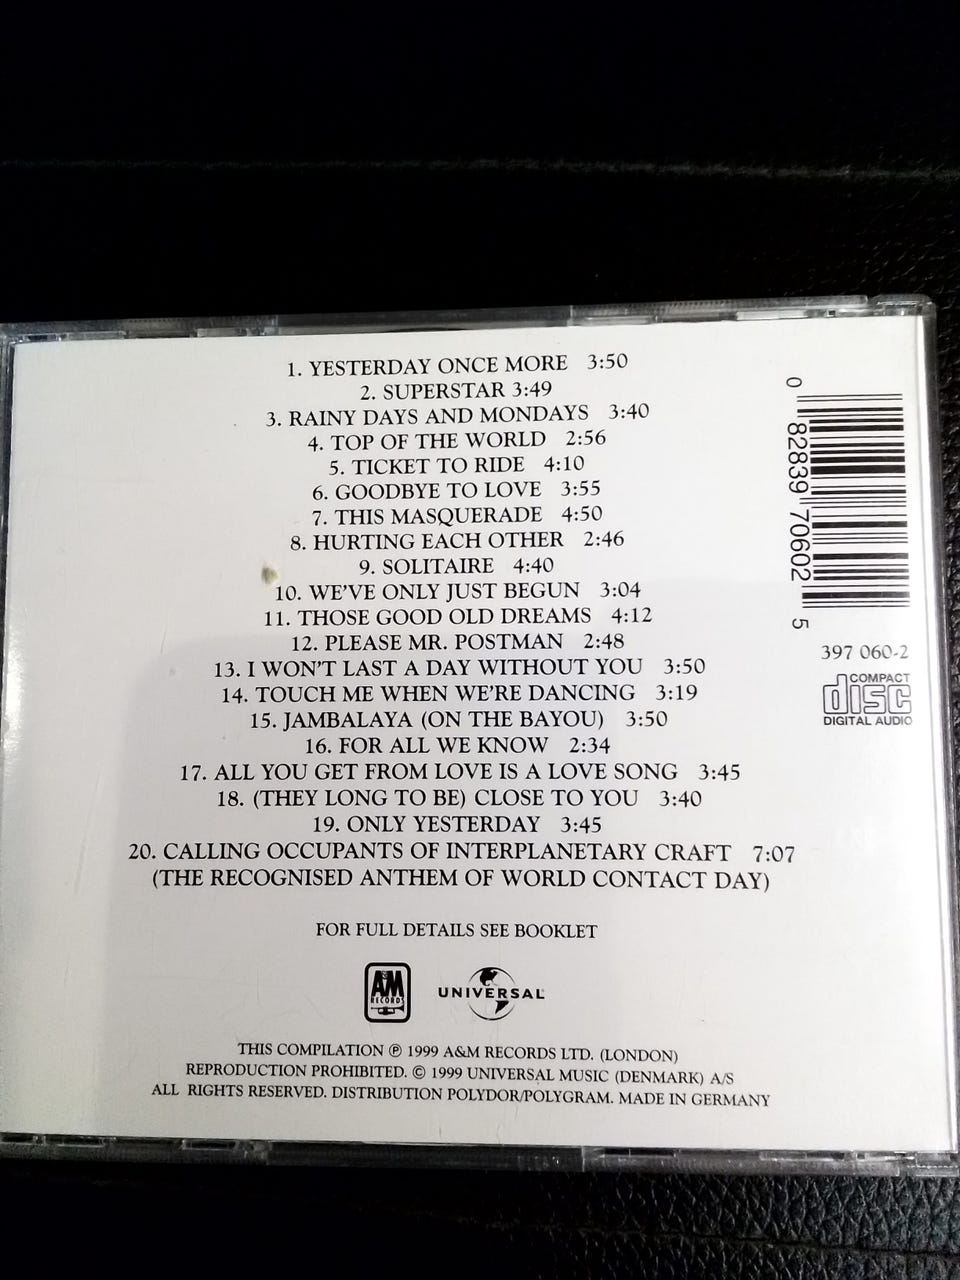 1. YESTERDAY ONCE MORE 3:50
2. SUPERSTAR 3:49
3. RAINY DAYS AND MONDAYS 3:40
4. TOP OF THE WORLD 2:56
5. TICKET TO RIDE 4:10
6. GOODBYE TO LOVE 3:55
7. THIS MASQUERADE 4:50
8. HURTING EACH OTHER 2:46
9. SOLITAIRE 4:40
10. WE'VE ONLY JUST BEGUN 3:04
11. THOSE GOOD OLD DREAMS 4:12
12. PLEASE MR. POSTMAN 2:48
13. I WON'T LAST A DAY WITHOUT YOU 3:50
14. TOUCH ME WHEN WE'RE DANCING 3:19
15. JAMBALAYA (ON THE BAYOU) 3:50
16. FOR ALL WE KNOW 2:34
17. ALL YOU GET FROM LOVE IS A LOVE SONG 3:45
18. (THEY LONG TO BE) CLOSE TO YOU 3:40
19. ONLY YESTERDAY 3:45
20. CALLING OCCUPANTS OF INTERPLANETARY CRAFT 7:07
(THE RECOGNISED ANTHEM OF WORLD CONTACT DAY)
0 82839 70602 5
397 060-2
COMPACT
disc
DIGITAL AUDIO
FOR FULL DETAILS SEE BOOKLET
A&M
RECORDS
UNIVERSAL
THIS COMPILATION ℗ 1999 A&M RECORDS LTD. (LONDON)
REPRODUCTION PROHIBITED. © 1999 UNIVERSAL MUSIC (DENMARK) A/S
ALL RIGHTS RESERVED. DISTRIBUTION POLYDOR/POLYGRAM. MADE IN GERMANY